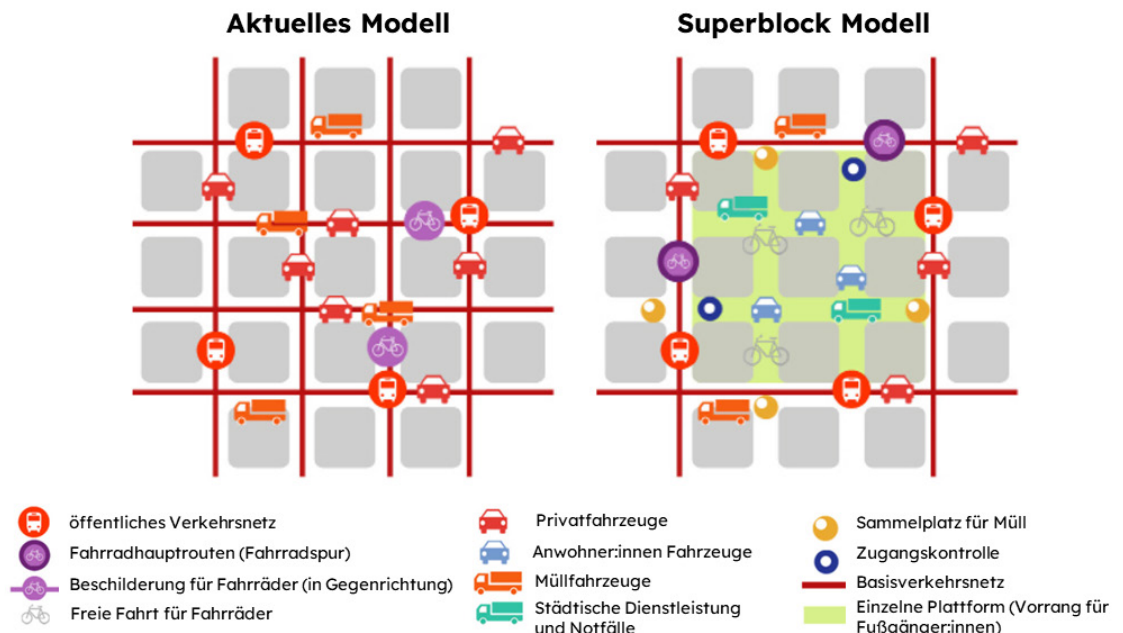 Aktuelles Modell
Superblock Modell
öffentliches Verkehrsnetz
Fahrradhauptrouten (Fahrradspur)
Beschilderung für Fahrräder (in Gegenrichtung)
Freie Fahrt für Fahrräder
Privatfahrzeuge
Anwohner:innen Fahrzeuge
Müllfahrzeuge
Städtische Dienstleistung
und Notfälle
Sammelplatz für Müll
Zugangskontrolle
Basisverkehrsnetz
Einzelne Plattform (Vorrang für
Fußgänger:innen)